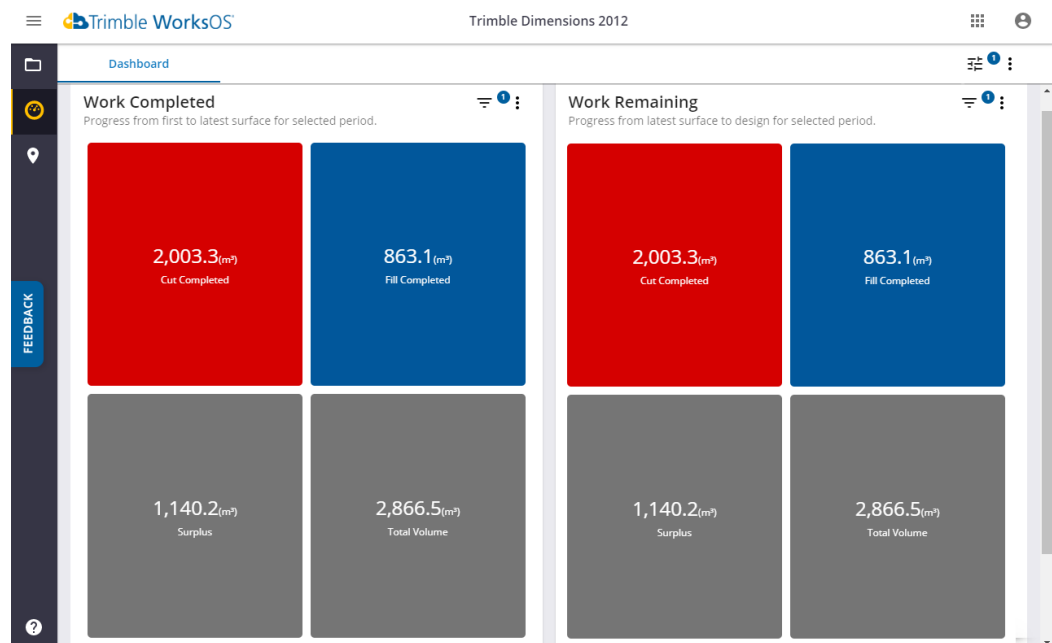 Trimble WorksOS
Trimble Dimensions 2012
Dashboard
1
Work Completed
1
Progress from first to latest surface for selected period.
2,003.3(m³)
Cut Completed
863.1(m³)
Fill Completed
1,140.2(m³)
Surplus
2,866.5(m³)
Total Volume
Work Remaining
1
Progress from latest surface to design for selected period.
2,003.3(m³)
Cut Completed
863.1(m³)
Fill Completed
1,140.2(m³)
Surplus
2,866.5(m³)
Total Volume
FEEDBACK
?